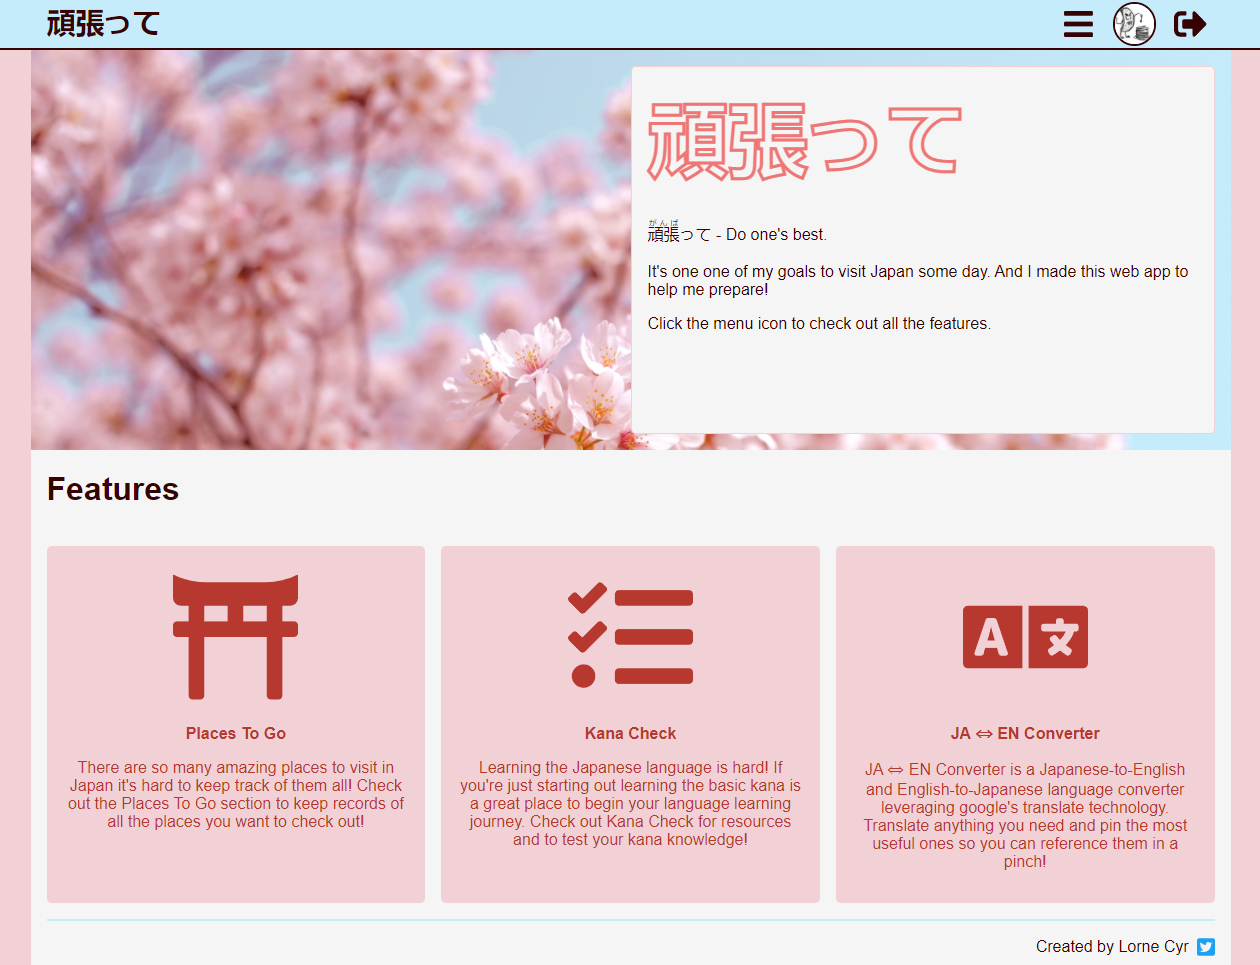 頑張って
頑張って
がんば
頑張って - Do one's best.
It's one one of my goals to visit Japan some day. And I made this web app to
help me prepare!
Click the menu icon to check out all the features.
Features
Places To Go
There are so many amazing places to visit in
Japan it's hard to keep track of them all! Check
out the Places To Go section to keep records of
all the places you want to check out!
Kana Check
Learning the Japanese language is hard! If
you're just starting out learning the basic kana is
a great place to begin your language learning
journey. Check out Kana Check for resources
and to test your kana knowledge!
A 文
JA ⇔ EN Converter
JA ⇔ EN Converter is a Japanese-to-English
and English-to-Japanese language converter
leveraging google's translate technology.
Translate anything you need and pin the most
useful ones so you can reference them in a
pinch!
Created by Lorne Cyr